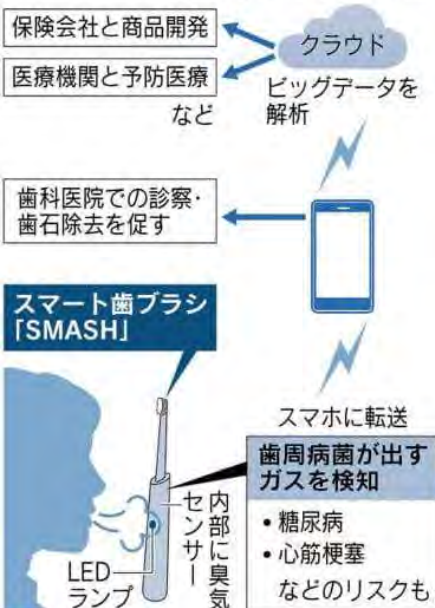 保険会社と商品開発
医療機関と予防医療
など
クラウド
ビッグデータを
解析
歯科医院での診察・
歯石除去を促す
スマート歯ブラシ
「SMASH」
スマホに転送
歯周病菌が出す
ガスを検知
• 糖尿病
• 心筋梗塞
などのリスクも
内部に臭気
センサー
LED
ランプ